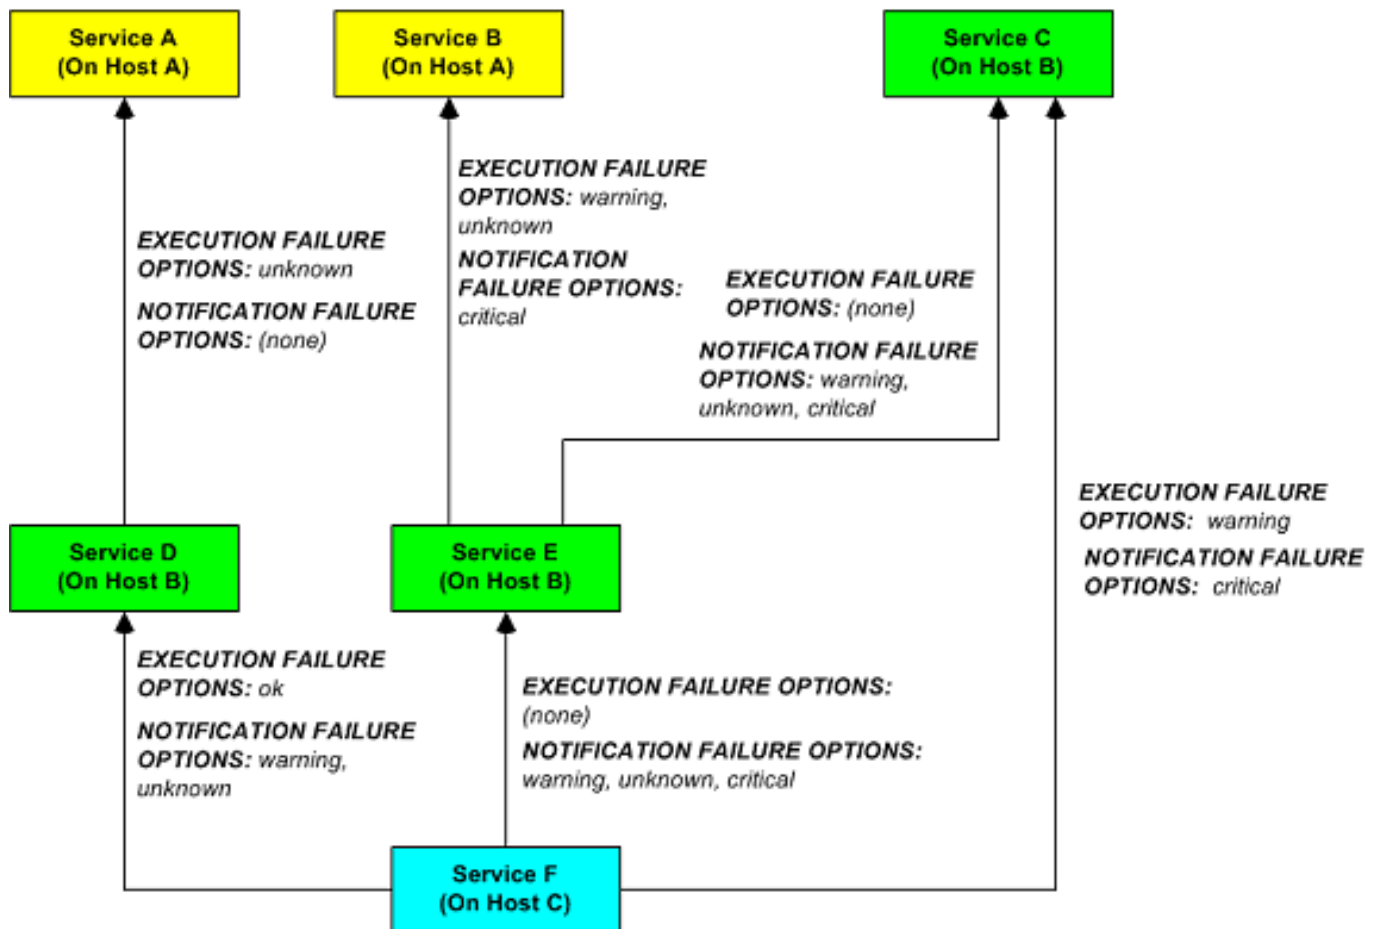 Service A
(On Host A)
Service B
(On Host A)
Service C
(On Host B)
EXECUTION FAILURE
OPTIONS: warning,
unknown
NOTIFICATION
FAILURE OPTIONS:
critical
EXECUTION FAILURE
OPTIONS: unknown
NOTIFICATION FAILURE
OPTIONS: (none)
EXECUTION FAILURE
OPTIONS: (none)
NOTIFICATION FAILURE
OPTIONS: warning,
unknown, critical
EXECUTION FAILURE
OPTIONS: warning
NOTIFICATION FAILURE
OPTIONS: critical
Service D
(On Host B)
Service E
(On Host B)
EXECUTION FAILURE
OPTIONS: ok
NOTIFICATION FAILURE
OPTIONS: warning,
unknown
EXECUTION FAILURE OPTIONS:
(none)
NOTIFICATION FAILURE OPTIONS:
warning, unknown, critical
Service F
(On Host C)